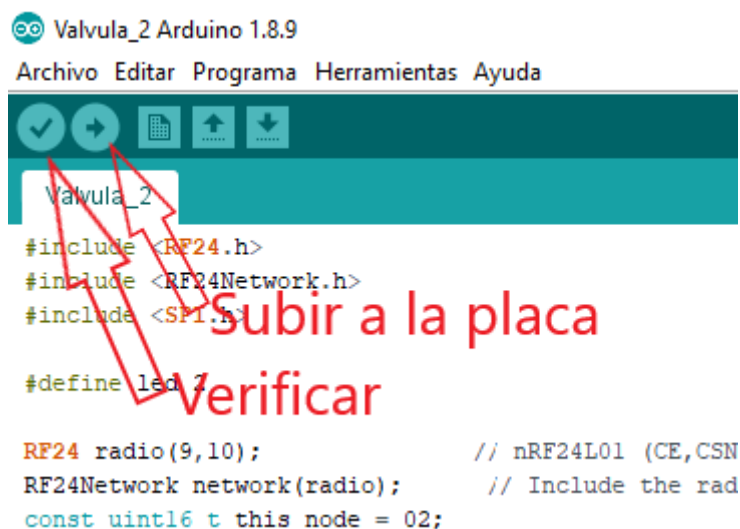 Valvula_2 Arduino 1.8.9
Archivo Editar Programa Herramientas Ayuda
Valvula_2
#include <RF24.h>
#include <RF24Network.h>
#include <SPI.h>
Subir a la placa
#define led 2
Verificar
RF24 radio(9,10); // nRF24L01 (CE,CSN
RF24Network network(radio); // Include the rad
const uint16_t this_node = 02;